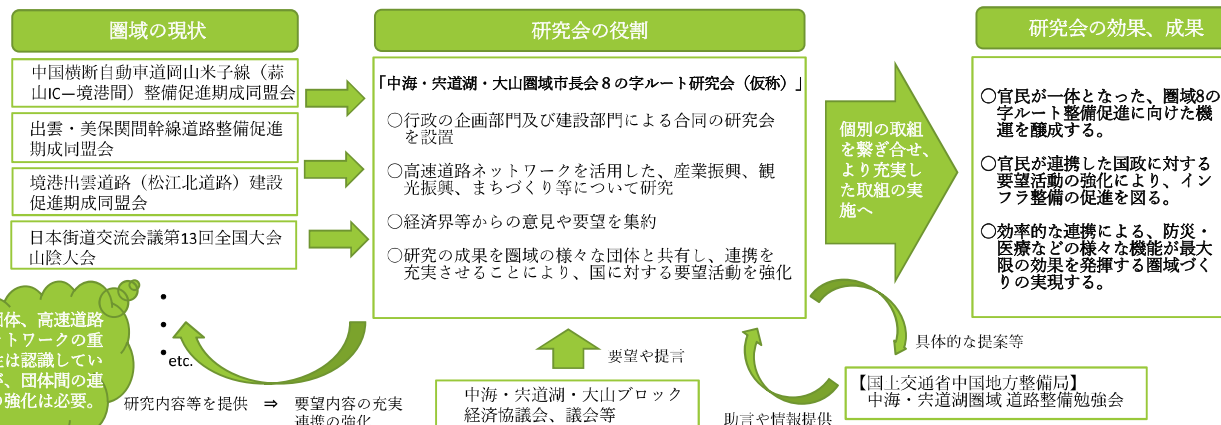 圏域の現状
中国横断自動車道岡山米子線（蒜
山IC―境港間）整備促進期成同盟会
出雲・美保関間幹線道路整備促進
期成同盟会
境港出雲道路（松江北道路）建設
促進期成同盟会
日本街道交流会議第13回全国大会
山陰大会
・
・
・etc.
団体、高速道路
トワークの重
性は認識してい
が、団体間の連
の強化は必要。
研究内容等を提供　⇒　要望内容の充実
連携の強化
研究会の役割
「中海・宍道湖・大山圏域市長会８の字ルート研究会（仮称）」
○行政の企画部門及び建設部門による合同の研究会
を設置
○高速道路ネットワークを活用した、産業振興、観
光振興、まちづくり等について研究
○経済界等からの意見や要望を集約
○研究の成果を圏域の様々な団体と共有し、連携を
充実させることにより、国に対する要望活動を強化
要望や提言
中海・宍道湖・大山ブロック
経済協議会、議会等
個別の取組
を繋ぎ合せ、
より充実し
た取組の実
施へ
研究会の効果、成果
○官民が一体となった、圏域8の
字ルート整備促進に向けた機
運を醸成する。
○官民が連携した国政に対する
要望活動の強化により、イン
フラ整備の促進を図る。
○効率的な連携による、防災・
医療などの様々な機能が最大
限の効果を発揮する圏域づく
りの実現する。
具体的な提案等
【国土交通省中国地方整備局】
中海・宍道湖圏域 道路整備勉強会
助言や情報提供